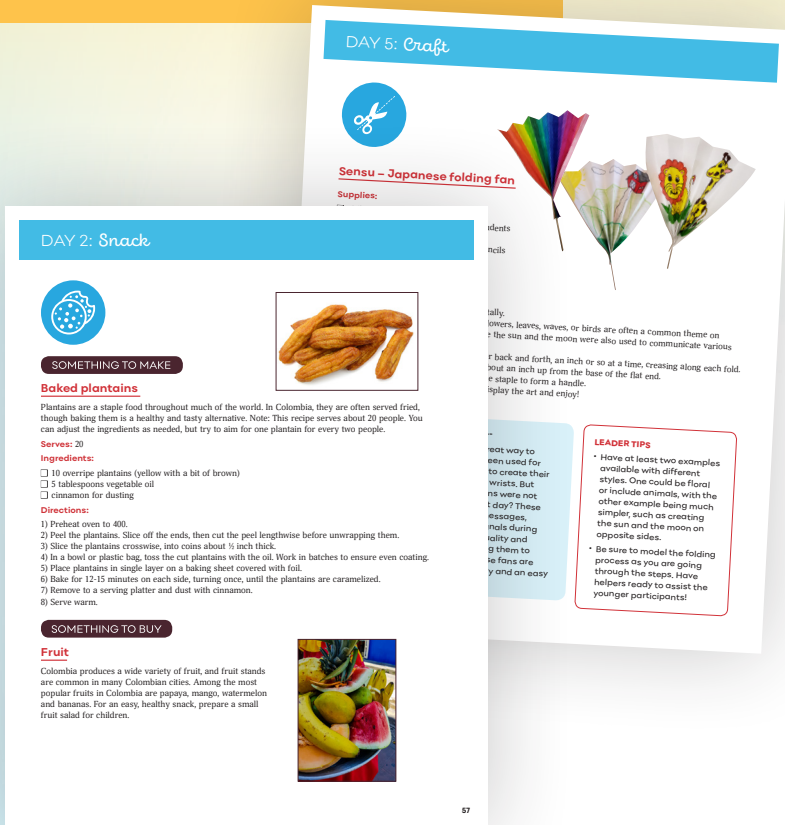 DAY 5: Craft
Sensu – Japanese folding fan
Supplies:
ncils
lowers, leaves, waves, or birds are often a common theme on
the sun and the moon were also used to communicate various
back and forth, an inch or so at a time, creasing along each fold.
bout an inch up from the base of the flat end.
staple to form a handle.
splay the art and enjoy!
reat way to
een used for
to create their
wrists. But
ns were not
t day? These
essages,
nals during
uality and
ng them to
se fans are
y and an easy
LEADER TIPS
• Have at least two examples
available with different
styles. One could be floral
or include animals, with the
other example being much
simpler, such as creating
the sun and the moon on
opposite sides.
• Be sure to model the folding
process as you are going
through the steps. Have
helpers ready to assist the
younger participants!
DAY 2: Snack
SOMETHING TO MAKE
Baked plantains
Plantains are a staple food throughout much of the world. In Colombia, they are often served fried,
though baking them is a healthy and tasty alternative. Note: This recipe serves about 20 people. You
can adjust the ingredients as needed, but try to aim for one plantain for every two people.
Serves: 20
Ingredients:
❑ 10 overripe plantains (yellow with a bit of brown)
❑ 5 tablespoons vegetable oil
❑ cinnamon for dusting
Directions:
1) Preheat oven to 400.
2) Peel the plantains. Slice off the ends, then cut the peel lengthwise before unwrapping them.
3) Slice the plantains crosswise, into coins about ½ inch thick.
4) In a bowl or plastic bag, toss the cut plantains with the oil. Work in batches to ensure even coating.
5) Place plantains in single layer on a baking sheet covered with foil.
6) Bake for 12-15 minutes on each side, turning once, until the plantains are caramelized.
7) Remove to a serving platter and dust with cinnamon.
8) Serve warm.
SOMETHING TO BUY
Fruit
Colombia produces a wide variety of fruit, and fruit stands
are common in many Colombian cities. Among the most
popular fruits in Colombia are papaya, mango, watermelon
and bananas. For an easy, healthy snack, prepare a small
fruit salad for children.
57